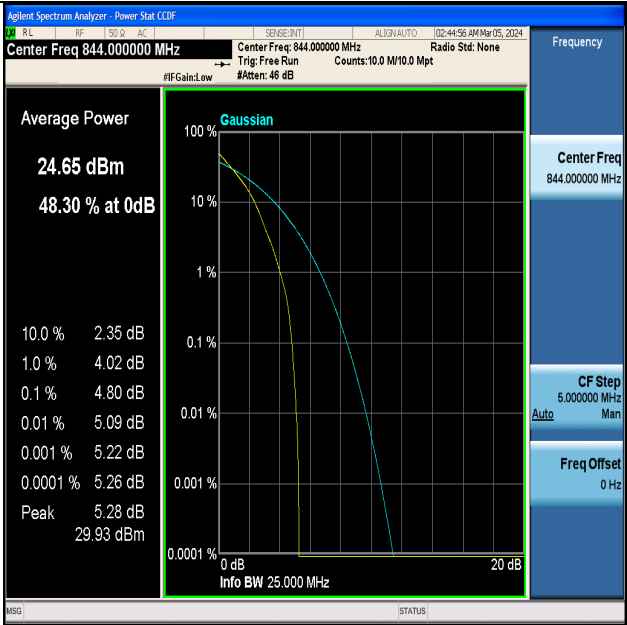 Agilent Spectrum Analyzer - Power Stat CCDF
LXI RL RF 50 Ω AC SENSE:INT ALIGNAUTO 02:44:56 AM Mar 05, 2024
Center Freq 844.000000 MHz
Center Freq: 844.000000 MHz Radio Std: None
Trig: Free Run Counts:10.0 M/10.0 Mpt
#IFGain:Low #Atten: 46 dB
Frequency
Average Power
24.65 dBm
48.30 % at 0dB
10.0 % 2.35 dB
1.0 % 4.02 dB
0.1 % 4.80 dB
0.01 % 5.09 dB
0.001 % 5.22 dB
0.0001 % 5.26 dB
Peak 5.28 dB
29.93 dBm
Gaussian
100 %
10 %
1 %
0.1 %
0.01 %
0.001 %
0.0001 %
0 dB 20 dB
Info BW 25.000 MHz
Center Freq
844.000000 MHz
CF Step
5.000000 MHz
Auto Man
Freq Offset
0 Hz
MSG STATUS